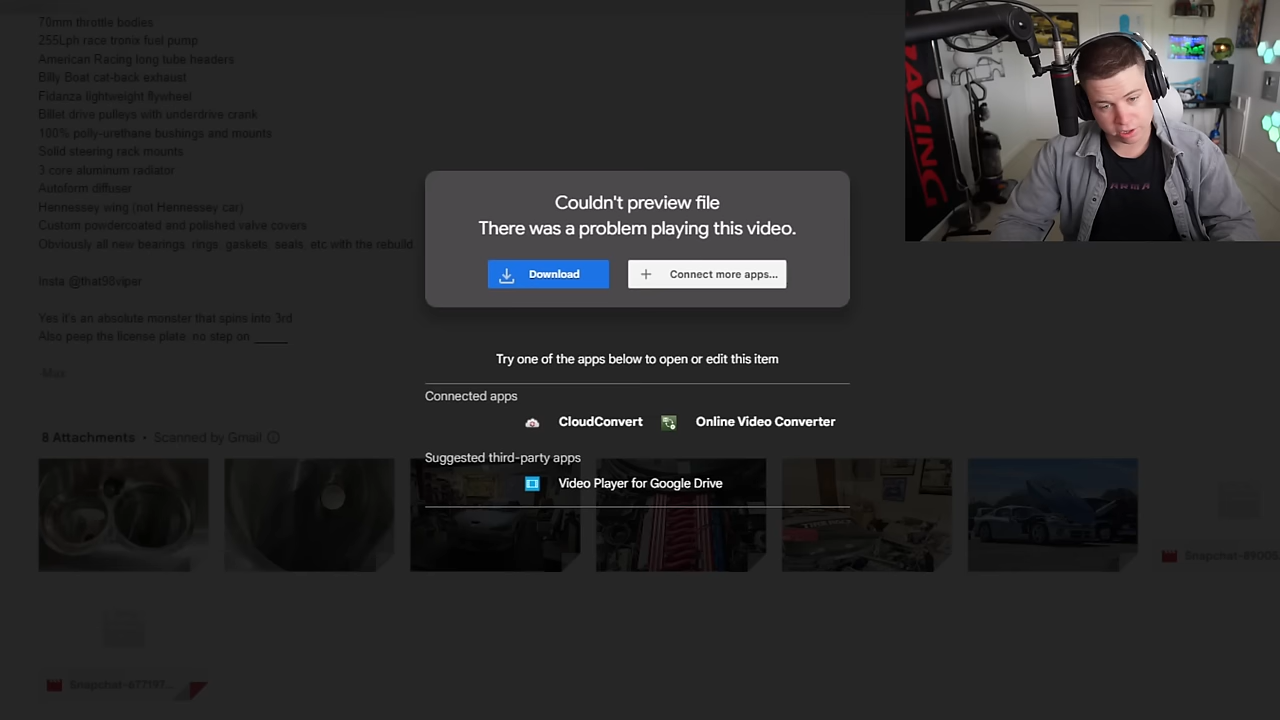 70mm throttle bodies
255Lph race tronix fuel pump
American Racing long tube headers
Billy Boat cat-back exhaust
Fidanza lightweight flywheel
Billet drive pulleys with underdrive crank
100% polly-urethane bushings and mounts
Solid steering rack mounts
3 core aluminum radiator
Autoform diffuser
Hennessey wing (not Hennessey car)
Custom powdercoated and polished valve covers
Obviously all new bearings, rings, gaskets, seals, etc with the rebuild
Insta @that98viper
Yes it's an absolute monster that spins into 3rd
Also peep the license plate no step on ______
Max
8 Attachments • Scanned by Gmail
Couldn't preview file
There was a problem playing this video.
Download
Connect more apps...
Try one of the apps below to open or edit this item
Connected apps
CloudConvert
Online Video Converter
Suggested third-party apps
Video Player for Google Drive
Snapchat-677197...
RACING